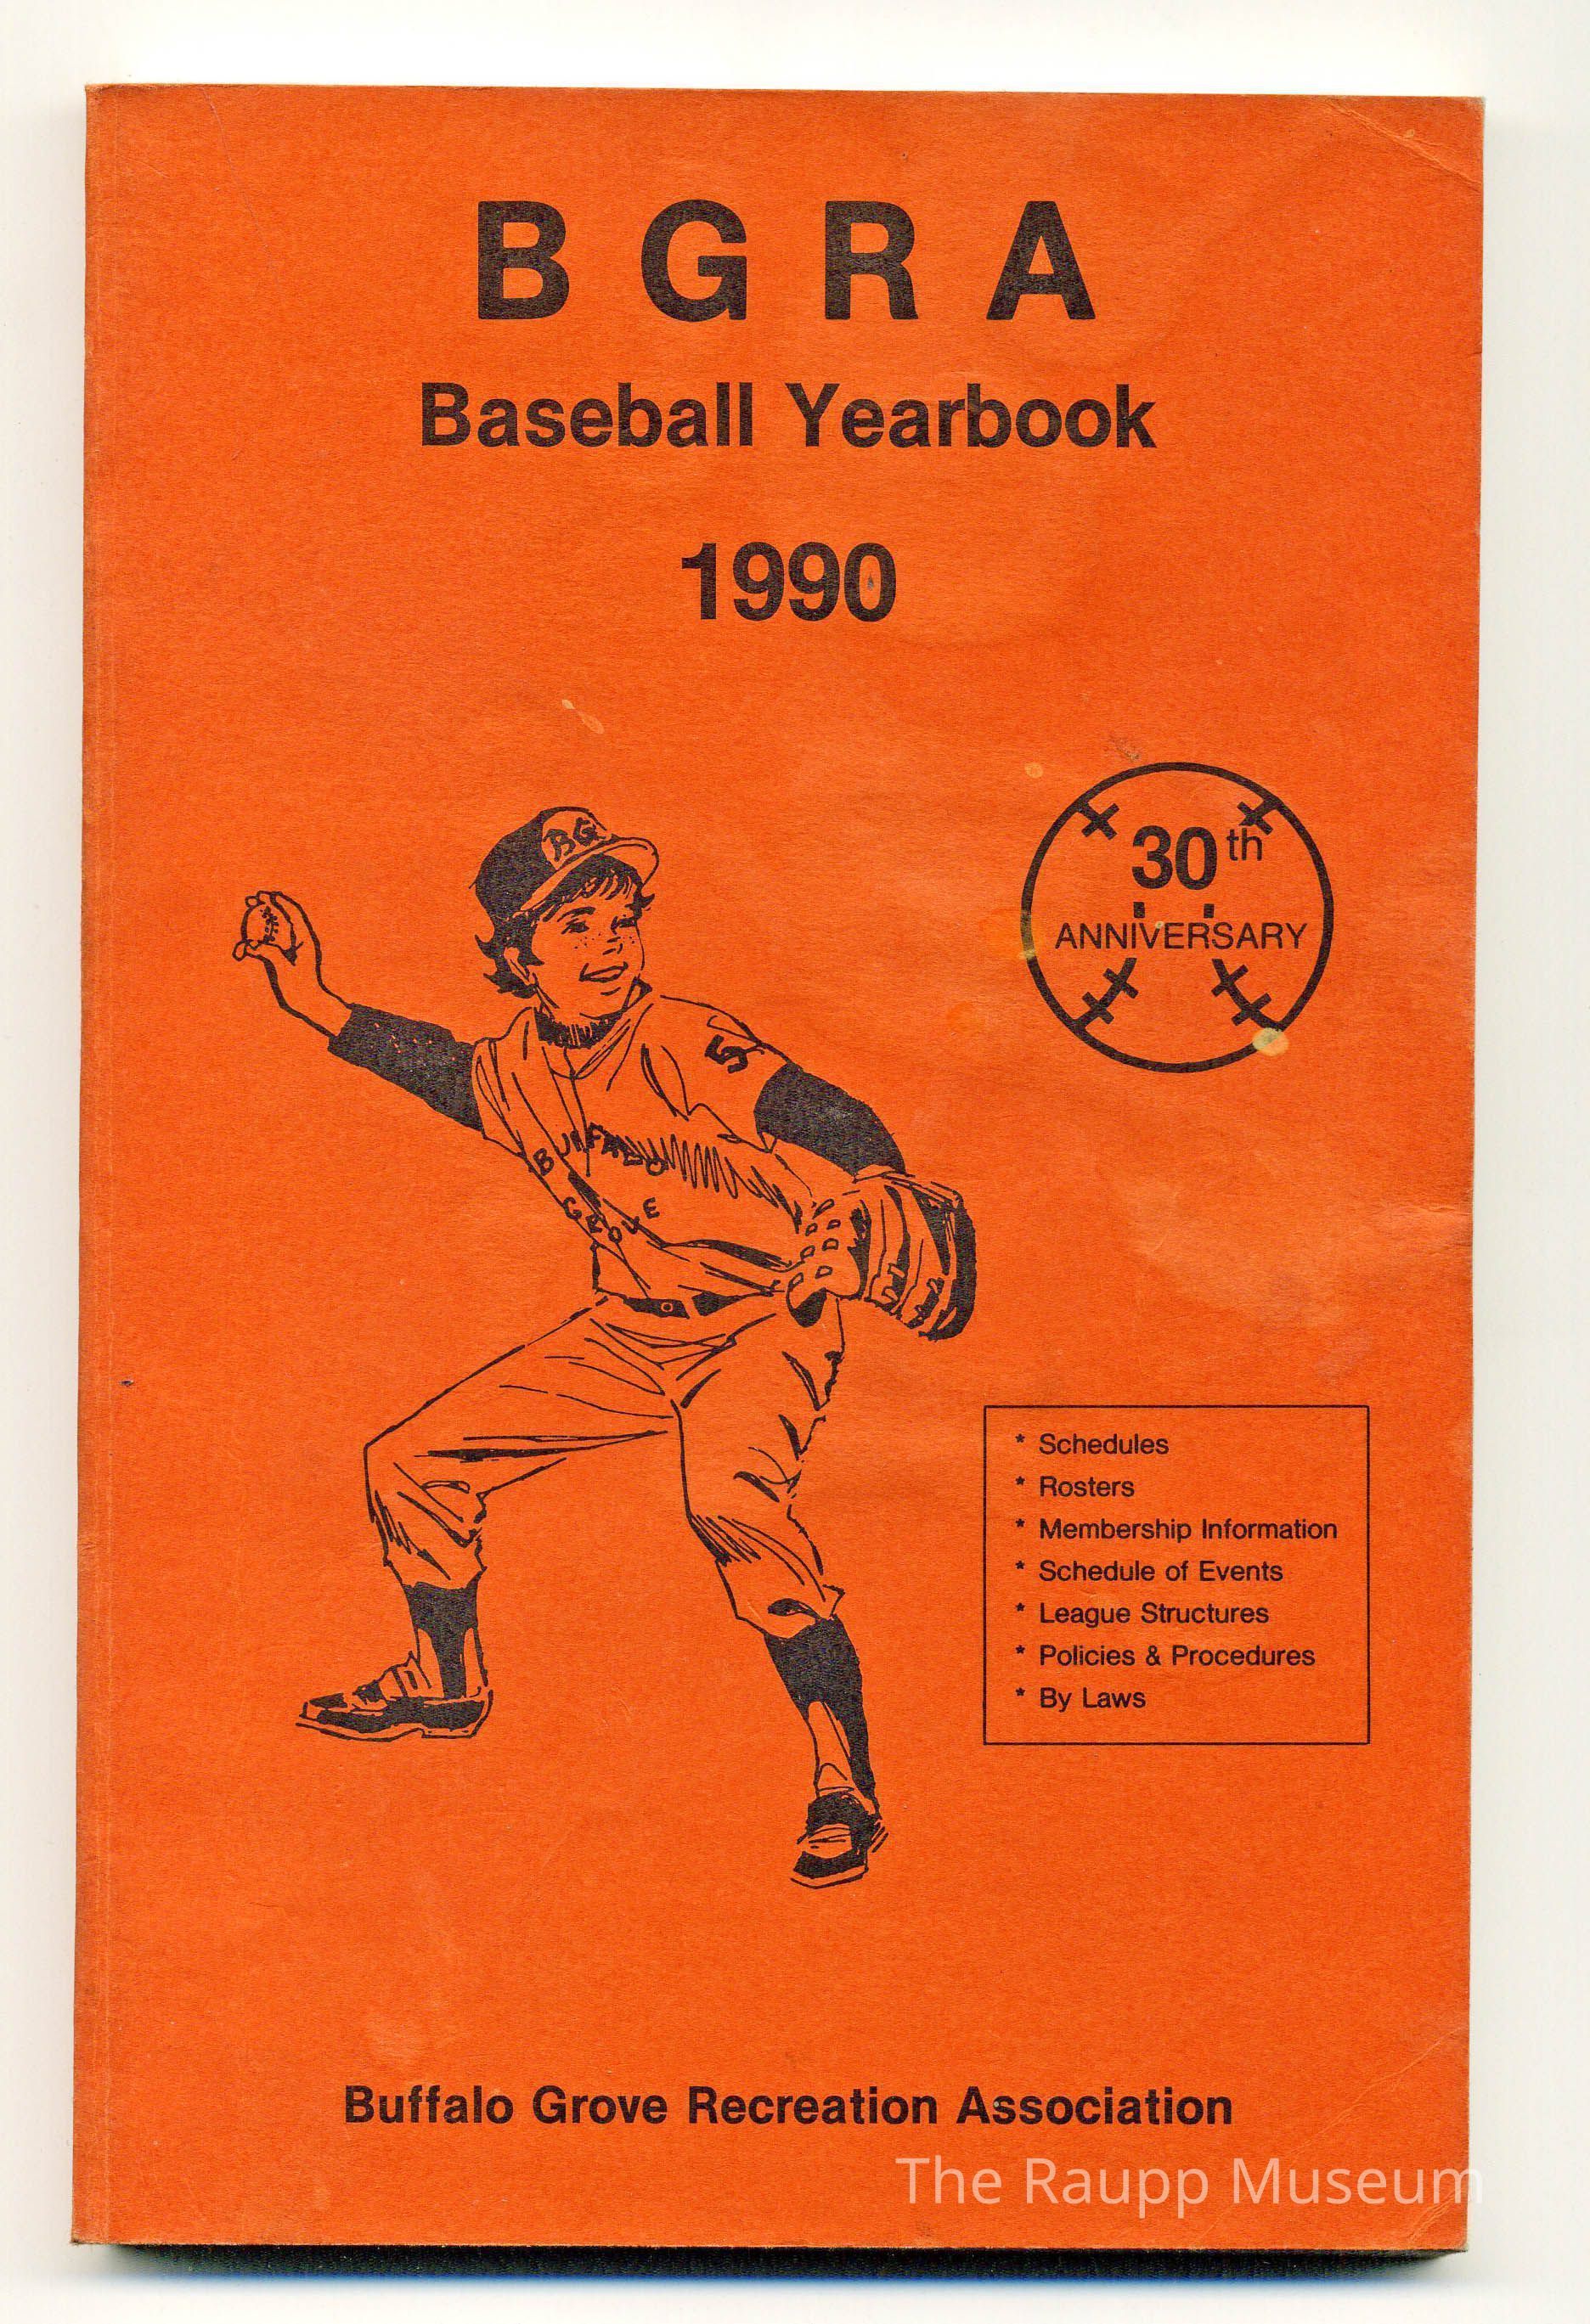 B G R A
Baseball Yearbook
1990
30th
ANNIVERSARY
BG
5
BUFFALO
GROVE
* Schedules
* Rosters
* Membership Information
* Schedule of Events
* League Structures
* Policies & Procedures
* By Laws
Buffalo Grove Recreation Association
The Raupp Museum